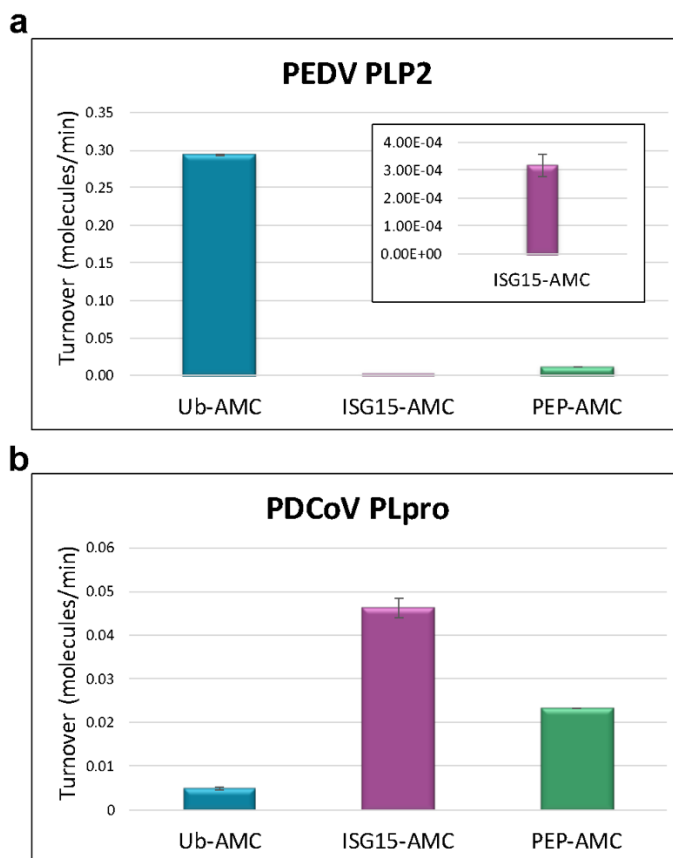 a
PEDV PLP2
Turnover (molecules/min)
0.35
0.30
0.25
0.20
0.15
0.10
0.05
0.00
4.00E-04
3.00E-04
2.00E-04
1.00E-04
0.00E+00
ISG15-AMC
Ub-AMC ISG15-AMC PEP-AMC
b
PDCoV PLpro
Turnover (molecules/min)
0.06
0.05
0.04
0.03
0.02
0.01
0
Ub-AMC ISG15-AMC PEP-AMC